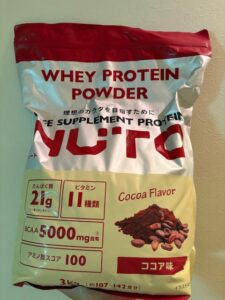 WHEY PROTEIN
POWDER
理想のカラダを目指すために
SUPPLEMENT PROTEIN
たんぱく質
21g
ビタミン
11種類
Cocoa Flavor
BCAA 5000mg
アミノ酸スコア 100
ココア味
3kg